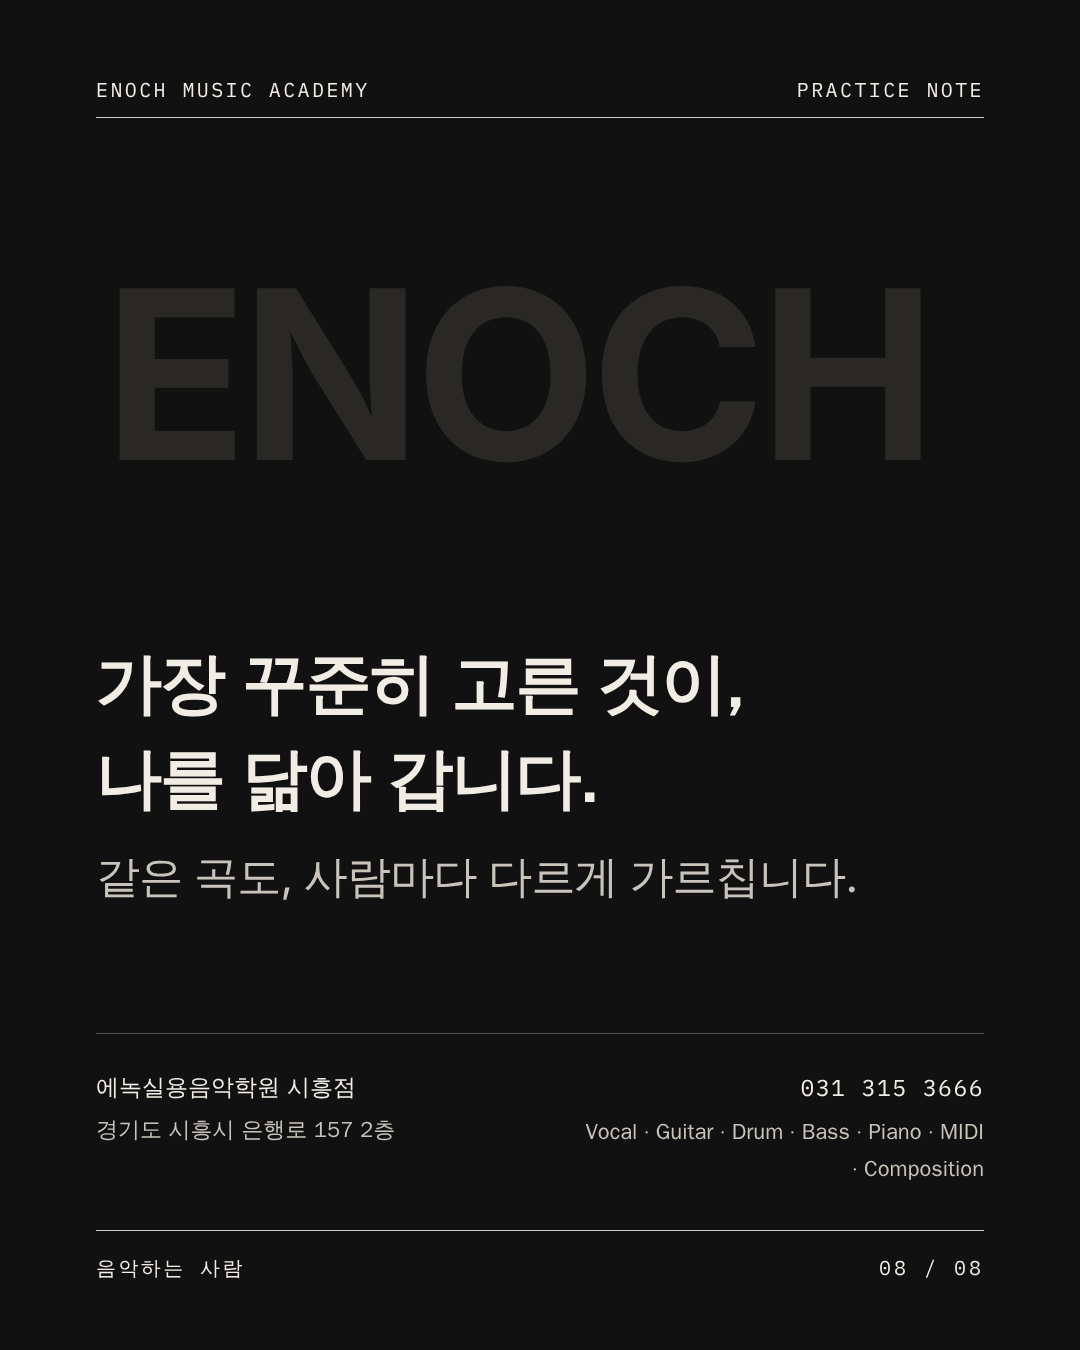 ENOCH MUSIC ACADEMY
PRACTICE NOTE
ENOCH
가장 꾸준히 고른 것이,
나를 닮아 갑니다.
같은 곡도, 사람마다 다르게 가르칩니다.
에녹실용음악학원 시흥점
경기도 시흥시 은행로 157 2층
031 315 3666
Vocal · Guitar · Drum · Bass · Piano · MIDI
· Composition
음악하는 사람
08 / 08